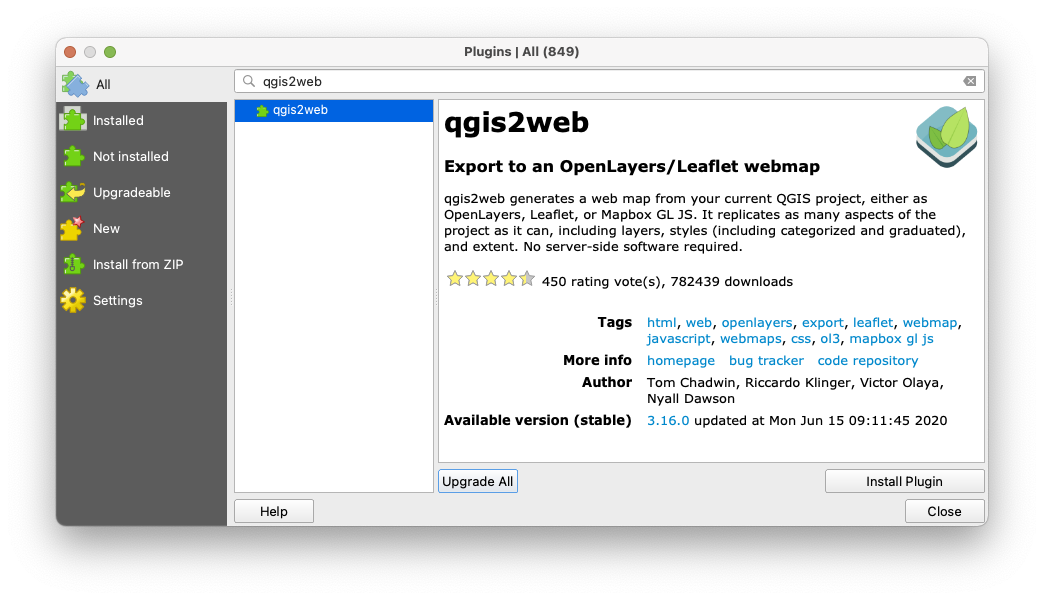 Plugins | All (849)
All
qgis2web
Installed
Not installed
Upgradeable
New
Install from ZIP
Settings
qgis2web
qgis2web
Export to an OpenLayers/Leaflet webmap
qgis2web generates a web map from your current QGIS project, either as
OpenLayers, Leaflet, or Mapbox GL JS. It replicates as many aspects of the
project as it can, including layers, styles (including categorized and graduated),
and extent. No server-side software required.
450 rating vote(s), 782439 downloads
Tags html, web, openlayers, export, leaflet, webmap,
javascript, webmaps, css, ol3, mapbox gl js
More info homepage bug tracker code repository
Author Tom Chadwin, Riccardo Klinger, Victor Olaya,
Nyall Dawson
Available version (stable) 3.16.0 updated at Mon Jun 15 09:11:45 2020
Upgrade All
Install Plugin
Help
Close